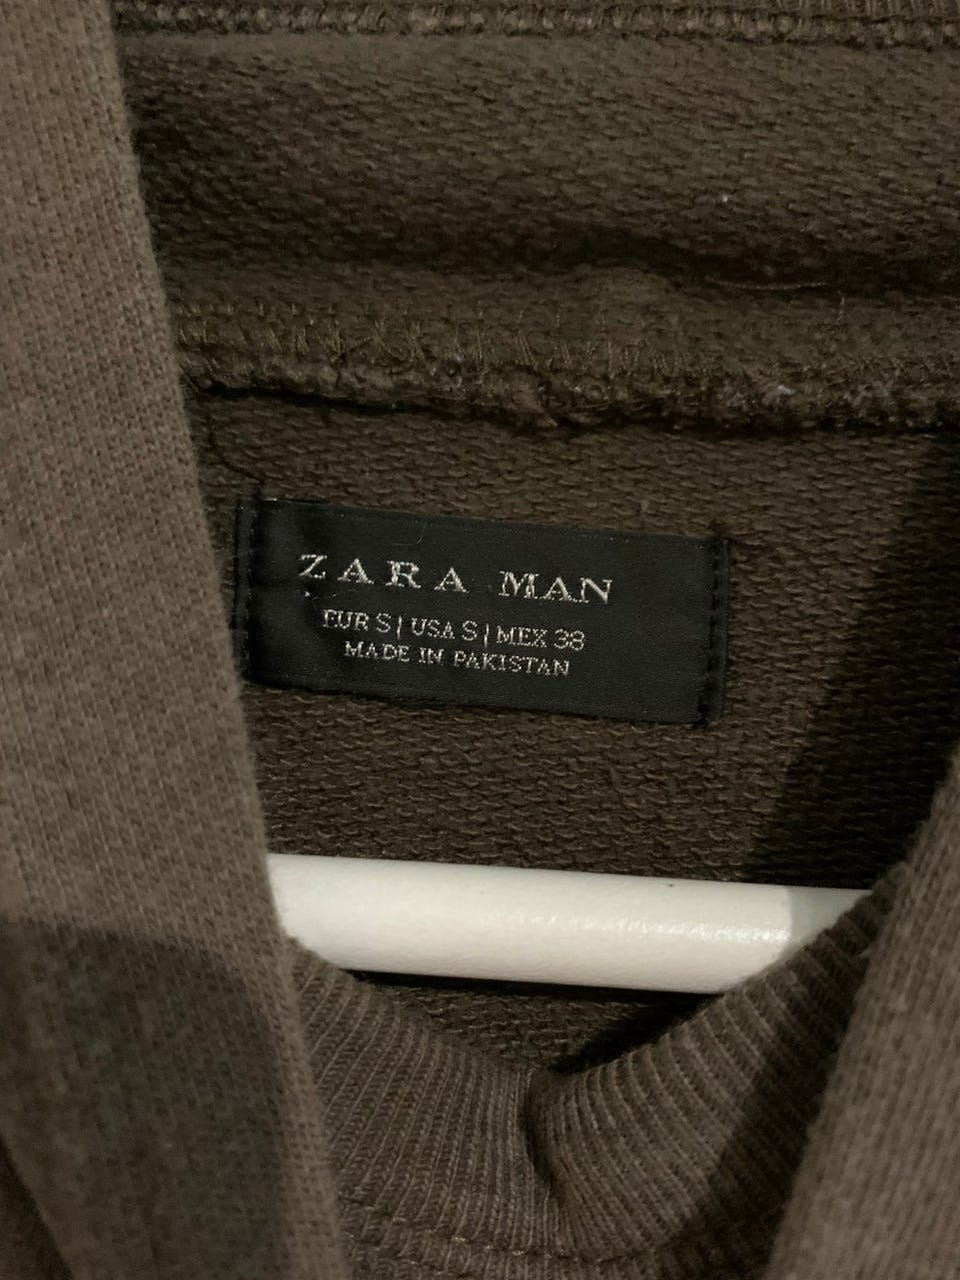 ZARA MAN
EUR S | USA S | MEX 38
MADE IN PAKISTAN